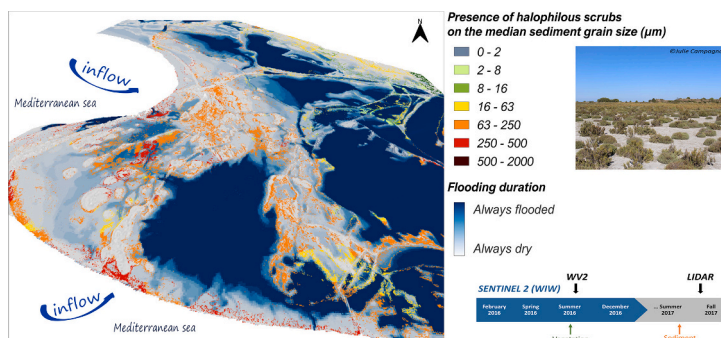 inflow
Mediterranean sea
N
inflow
Mediterranean sea
Presence of halophilous scrubs
on the median sediment grain size (µm)
0 - 2
2 - 8
8 - 16
16 - 63
63 - 250
250 - 500
500 - 2000
©Julie Campagna
Flooding duration
Always flooded
Always dry
SENTINEL 2 (WIW)
WV2
LiDAR
February
2016
Spring
2016
Summer
2016
December
2016
... Summer
2017
Fall
2017
Sediment